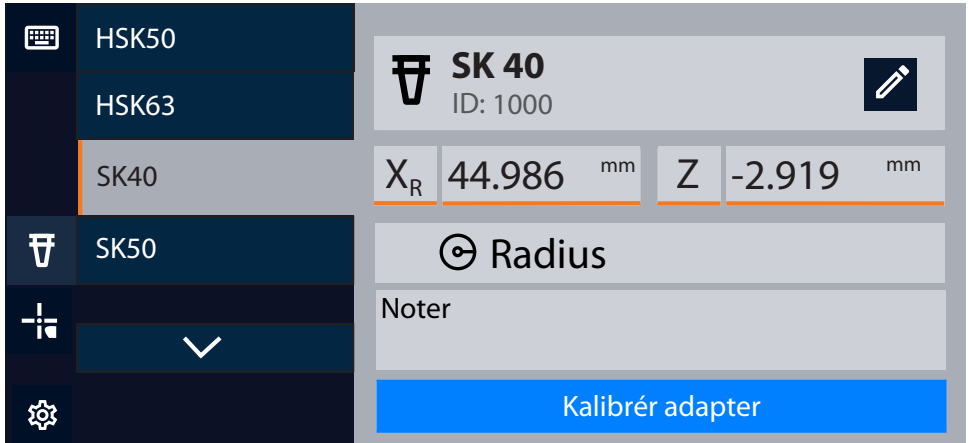 HSK50
HSK63
SK40
SK50
SK 40
ID: 1000
XR 44.986 mm Z -2.919 mm
Radius
Noter
Kalibrér adapter